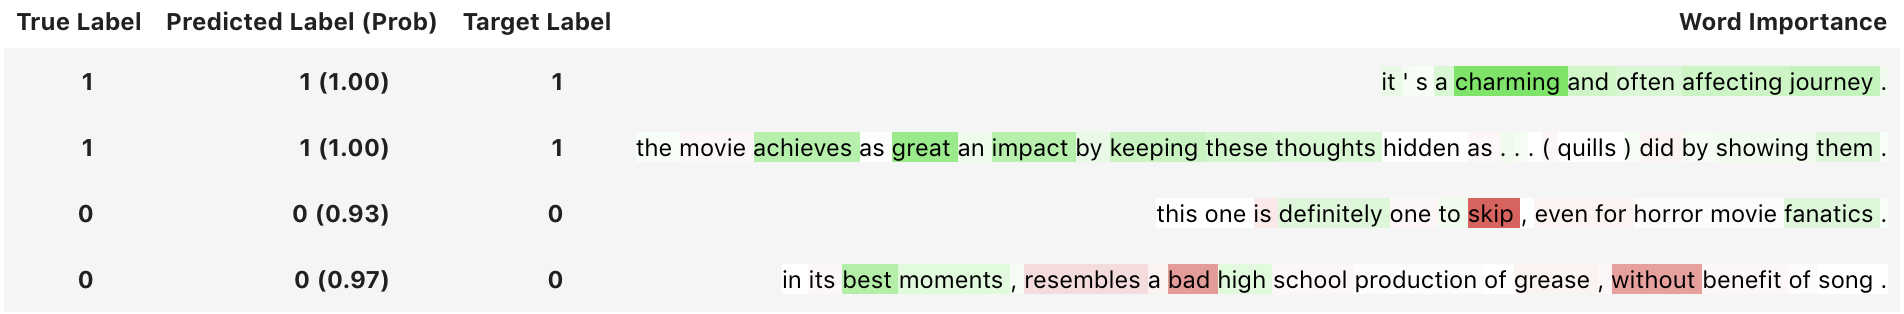 True Label Predicted Label (Prob) Target Label Word Importance
1 1 (1.00) 1 it ' s a charming and often affecting journey .
1 1 (1.00) 1 the movie achieves as great an impact by keeping these thoughts hidden as . . . ( quills ) did by showing them .
0 0 (0.93) 0 this one is definitely one to skip , even for horror movie fanatics .
0 0 (0.97) 0 in its best moments , resembles a bad high school production of grease , without benefit of song .